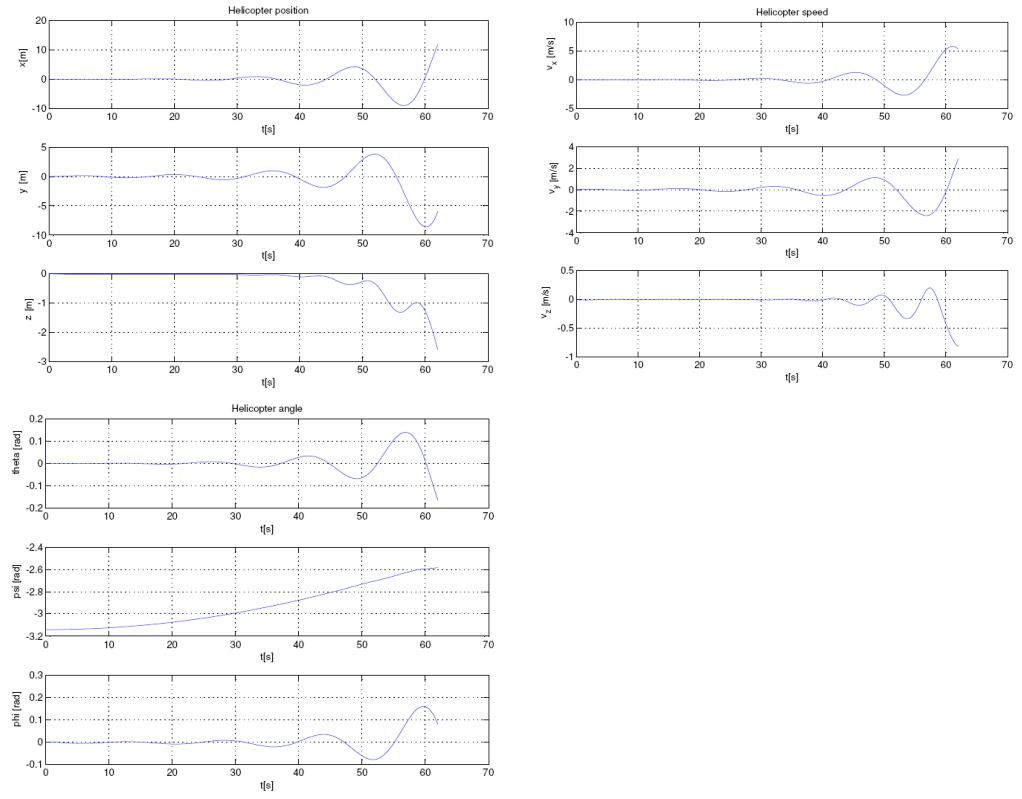 Helicopter position
20
10
0
-10
x[m]
0 10 20 30 40 50 60 70
t[s]
5
0
-5
-10
y [m]
0 10 20 30 40 50 60 70
t[s]
0
-1
-2
-3
z [m]
0 10 20 30 40 50 60 70
t[s]
Helicopter speed
10
5
0
-5
v_x [m/s]
0 10 20 30 40 50 60 70
t[s]
4
2
0
-2
-4
v_y [m/s]
0 10 20 30 40 50 60 70
t[s]
0.5
0
-0.5
-1
v_z [m/s]
0 10 20 30 40 50 60 70
t[s]
Helicopter angle
0.2
0.1
0
-0.1
-0.2
theta [rad]
0 10 20 30 40 50 60 70
t[s]
-2.4
-2.6
-2.8
-3
-3.2
psi [rad]
0 10 20 30 40 50 60 70
t[s]
0.3
0.2
0.1
0
-0.1
phi [rad]
0 10 20 30 40 50 60 70
t[s]